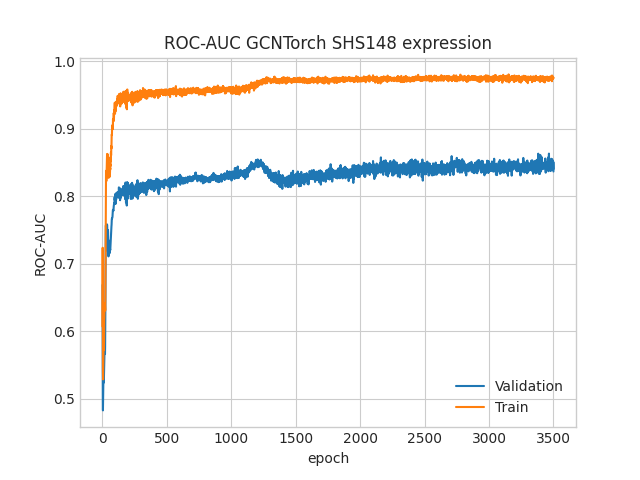 ROC-AUC GCNTorch SHS148 expression
1.0
0.9
0.8
0.7
0.6
0.5
ROC-AUC
0 500 1000 1500 2000 2500 3000 3500
epoch
Validation
Train